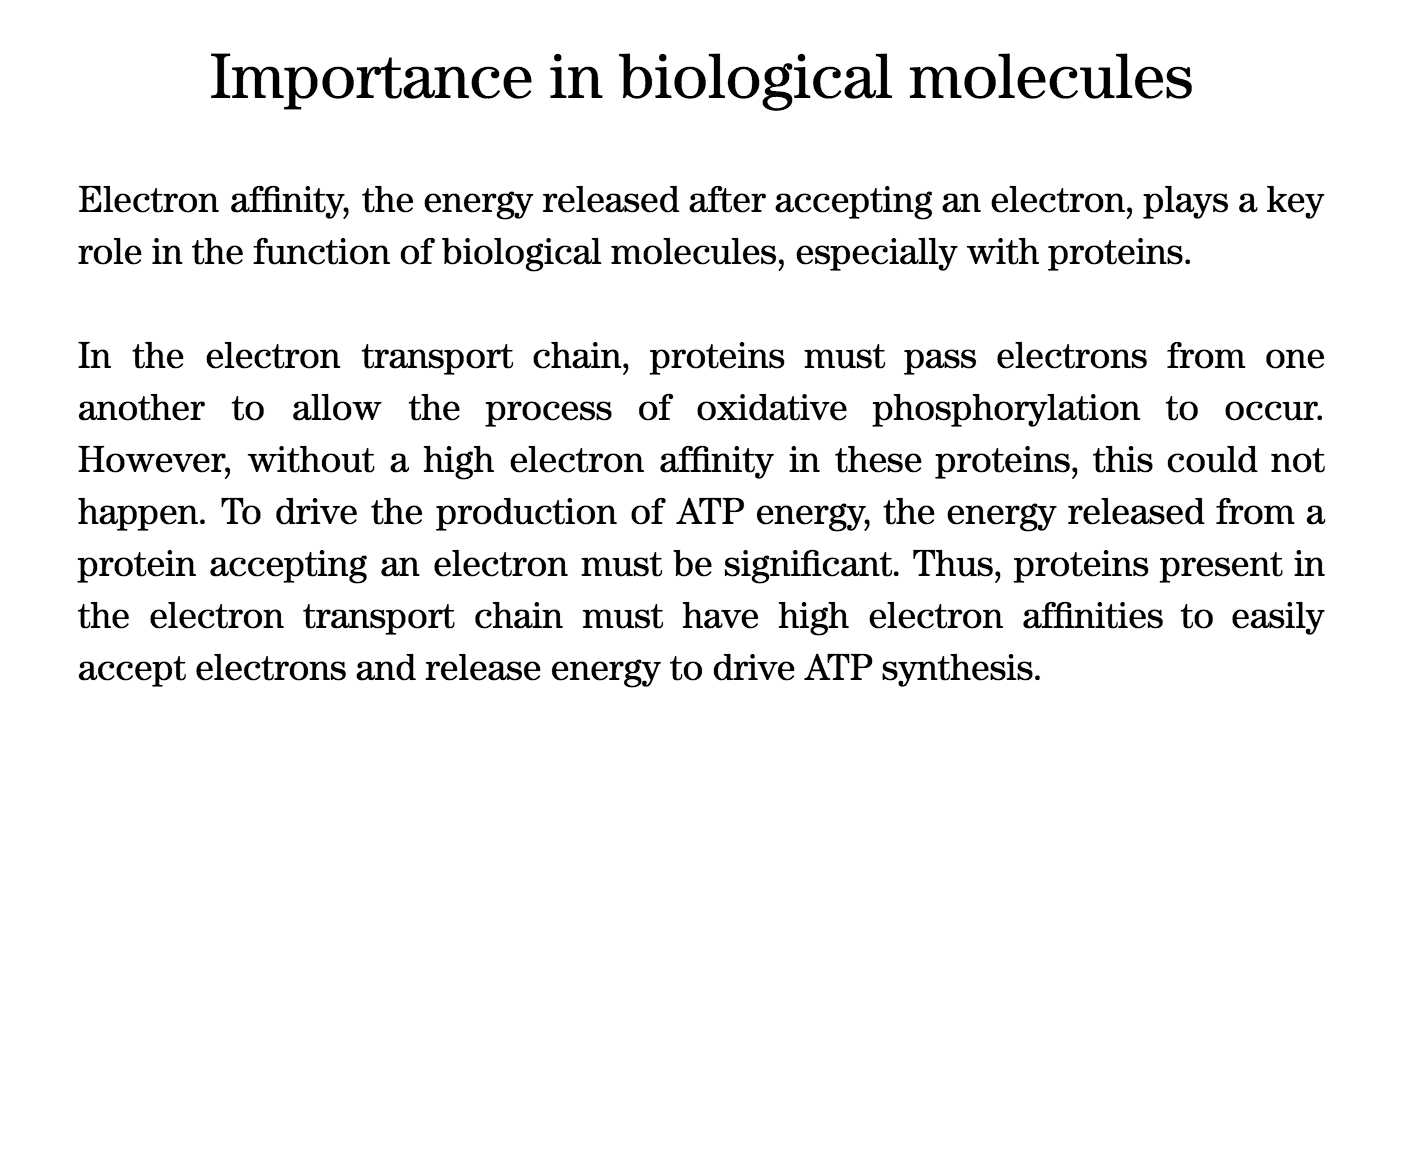 Importance in biological molecules
Electron affinity, the energy released after accepting an electron, plays a key
role in the function of biological molecules, especially with proteins.
In the electron transport chain, proteins must pass electrons from one
another to allow the process of oxidative phosphorylation to occur.
However, without a high electron affinity in these proteins, this could not
happen. To drive the production of ATP energy, the energy released from a
protein accepting an electron must be significant. Thus, proteins present in
the electron transport chain must have high electron affinities to easily
accept electrons and release energy to drive ATP synthesis.